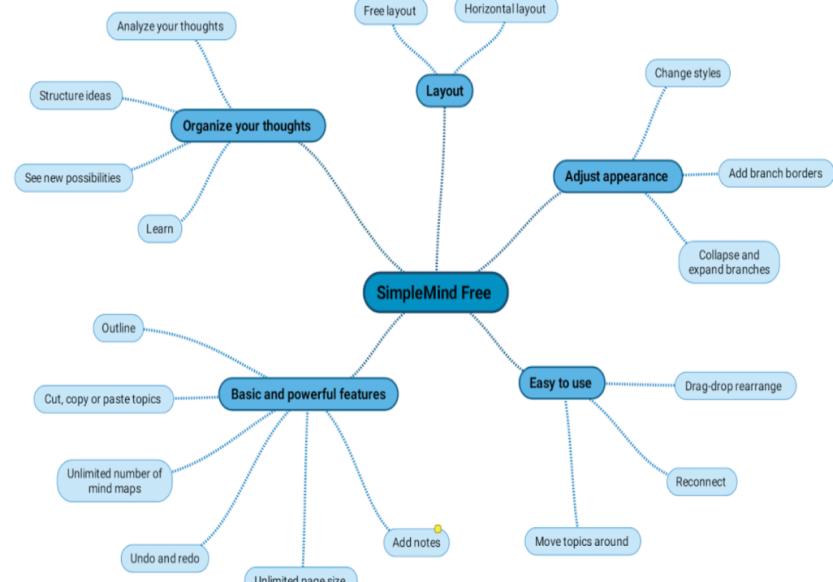 Free layout
Horizontal layout
Analyze your thoughts
Change styles
Layout
Structure ideas
Organize your thoughts
Adjust appearance
Add branch borders
See new possibilities
Learn
Collapse and
expand branches
SimpleMind Free
Outline
Easy to use
Drag-drop rearrange
Basic and powerful features
Cut, copy or paste topics
Unlimited number of
mind maps
Reconnect
Add notes
Move topics around
Undo and redo
Unlimited page size